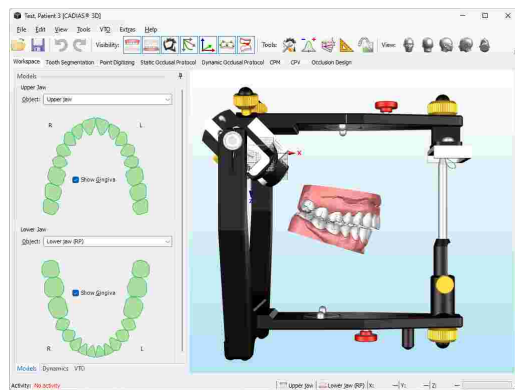 Test, Patient 3 [CADIAS® 3D]
File Edit View Tools VTO Extras Help
Visibility: Tools: View:
Workspace Tooth Segmentation Point Digitizing Static Occlusal Protocol Dynamic Occlusal Protocol CPM CPV Occlusion Design
Models
Upper Jaw
Object: Upper jaw
R L
Show Gingiva
Lower Jaw
Object: Lower jaw (RP)
Show Gingiva
R L
Models Dynamics VTO
X
Z
Activity: No activity Upper jaw Lower jaw (RP) X: — Y: — Z: —